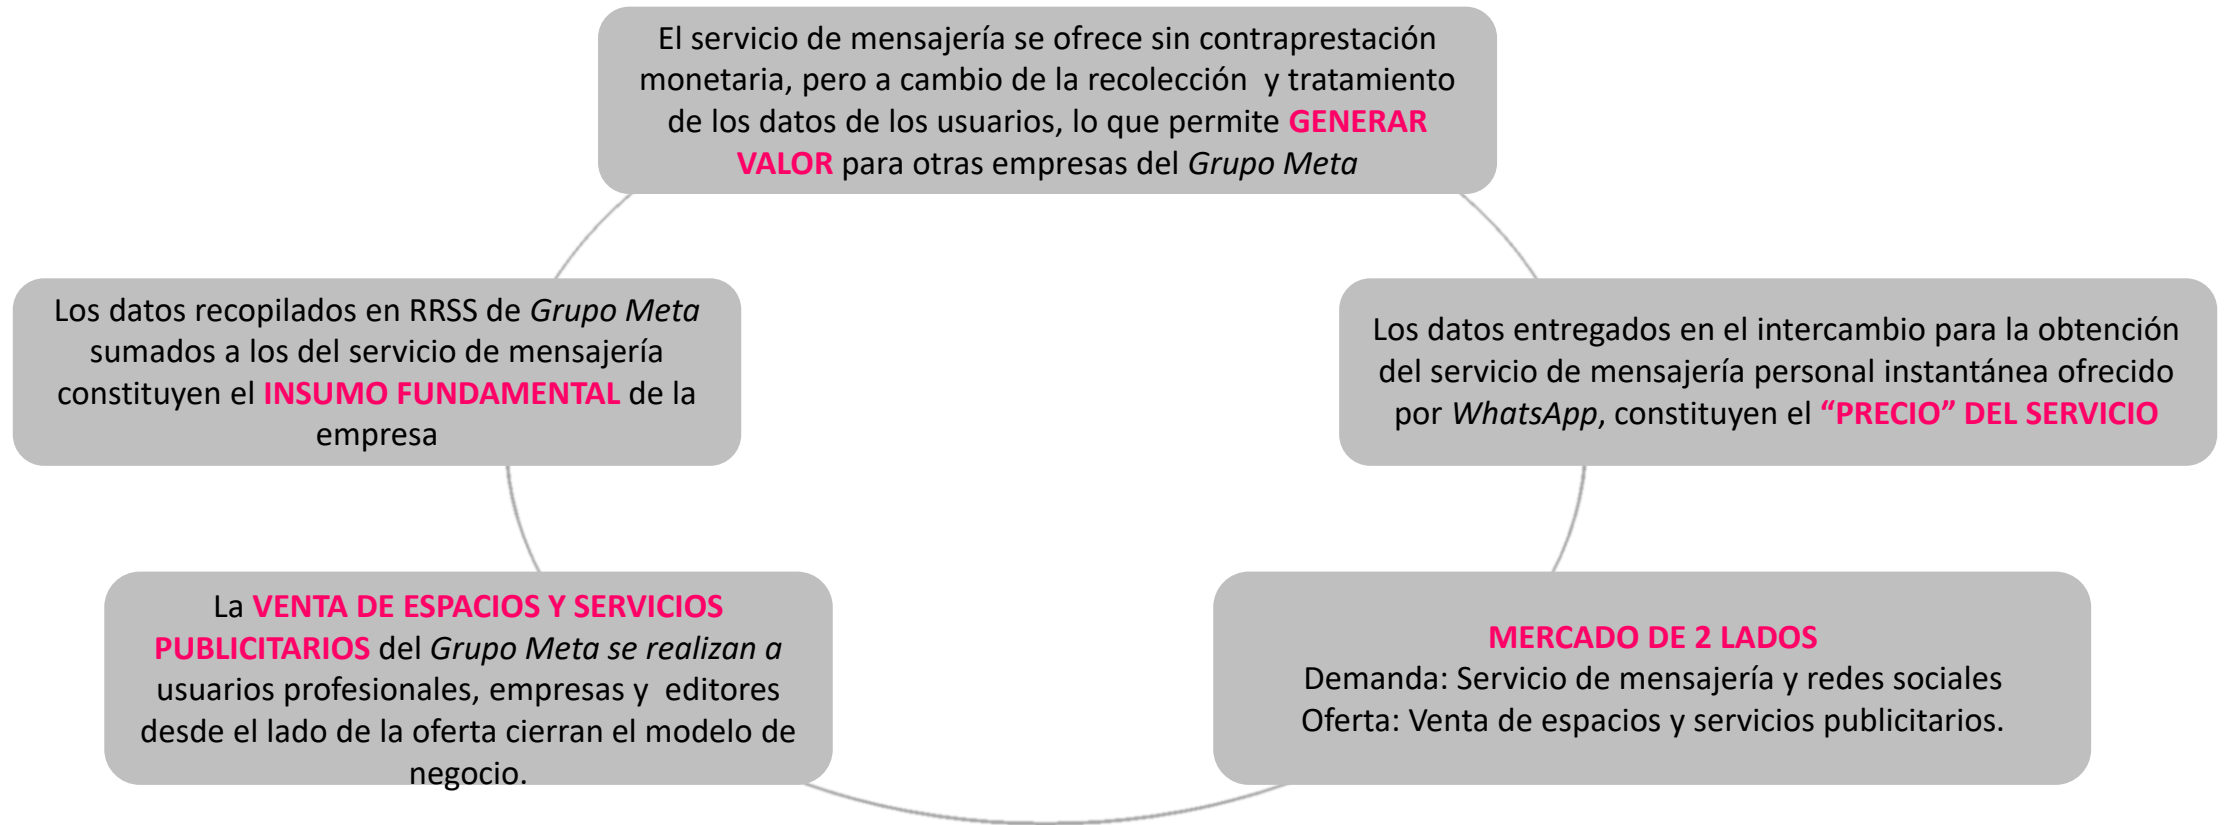 El servicio de mensajería se ofrece sin contraprestación
monetaria, pero a cambio de la recolección y tratamiento
de los datos de los usuarios, lo que permite GENERAR
VALOR para otras empresas del Grupo Meta
Los datos recopilados en RRSS de Grupo Meta
sumados a los del servicio de mensajería
constituyen el INSUMO FUNDAMENTAL de la
empresa
Los datos entregados en el intercambio para la obtención
del servicio de mensajería personal instantánea ofrecido
por WhatsApp, constituyen el “PRECIO” DEL SERVICIO
La VENTA DE ESPACIOS Y SERVICIOS
PUBLICITARIOS del Grupo Meta se realizan a
usuarios profesionales, empresas y editores
desde el lado de la oferta cierran el modelo de
negocio.
MERCADO DE 2 LADOS
Demanda: Servicio de mensajería y redes sociales
Oferta: Venta de espacios y servicios publicitarios.